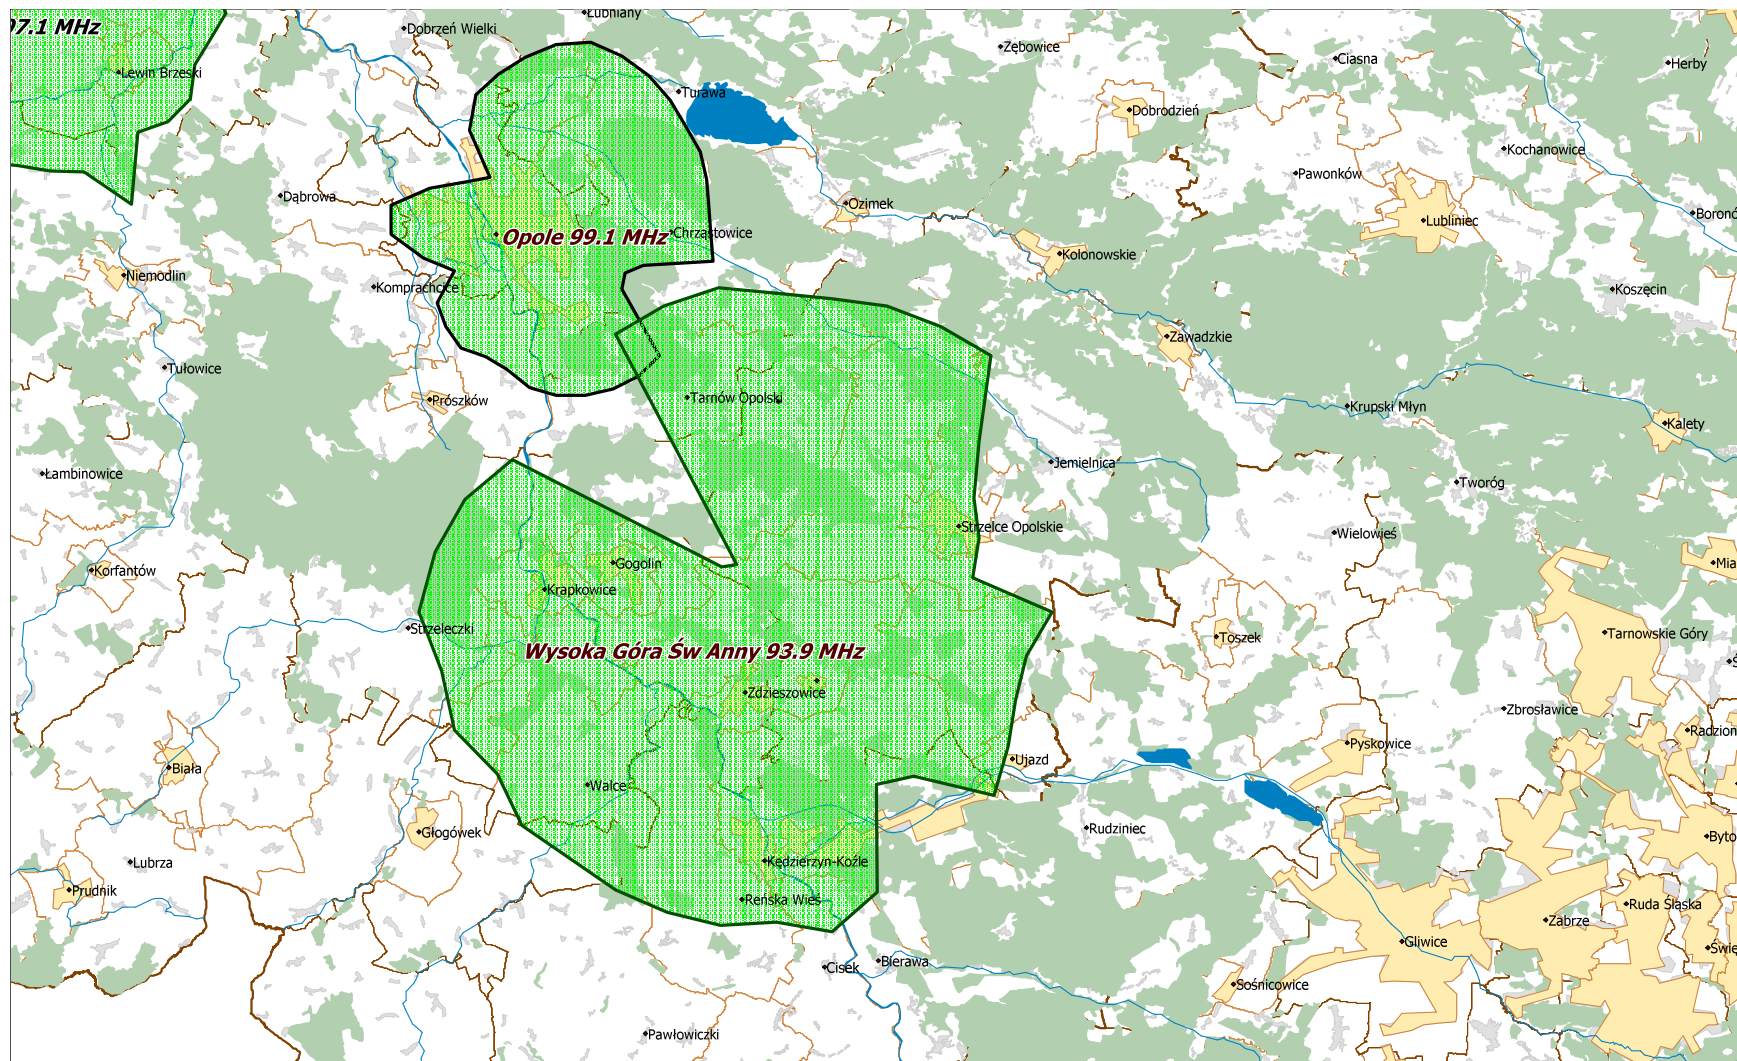 07.1 MHz
Dobrzeń Wielki
Łubniany
Zębowice
Ciasna
Herby
Lewin Brzeski
Turawa
Dobrodzień
Kochanowice
Dąbrowa
Pawonków
Ozimek
Lubliniec
Opole 99.1 MHz
Chrząstowice
Kolonowskie
Niemodlin
Komprachcice
Koszęcin
Zawadzkie
Tułowice
Prószków
Tarnów Opolski
Krupski Młyn
Kalety
Łambinowice
Jemielnica
Tworóg
Strzelce Opolskie
Wielowieś
Korfantów
Gogolin
Mia
Krapkowice
Strzeleczki
Toszek
Tarnowskie Góry
Wysoka Góra Św Anny 93.9 MHz
Zdzieszowice
Zbrosławice
Radzion
Pyskowice
Biała
Ujazd
Walce
Głogówek
Rudziniec
Byto
Lubrza
Kędzierzyn-Koźle
Prudnik
Reńska Wieś
Ruda Śląska
Zabrze
Gliwice
Święt
Cisek
Bierawa
Sośnicowice
Pawłowiczki